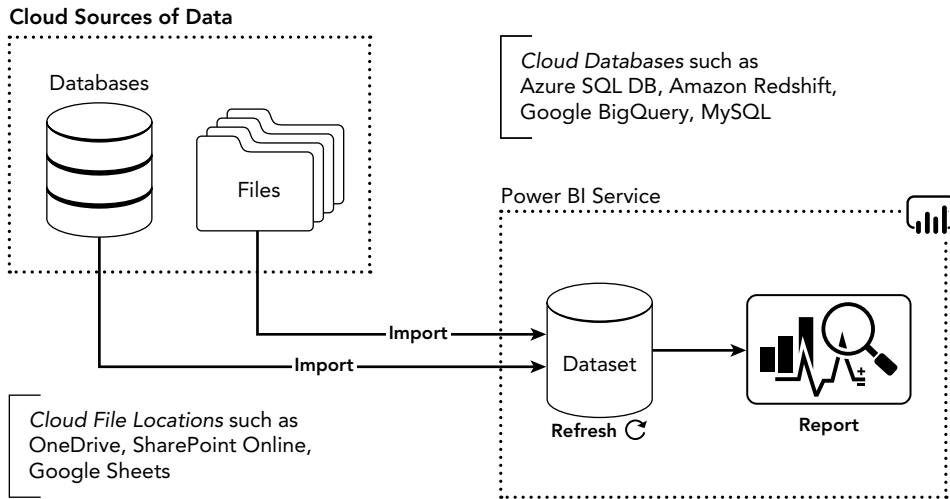 Cloud Sources of Data
Databases
Files
Cloud Databases such as
Azure SQL DB, Amazon Redshift,
Google BigQuery, MySQL
Power BI Service
Import
Import
Dataset
Refresh
Report
Cloud File Locations such as
OneDrive, SharePoint Online,
Google Sheets